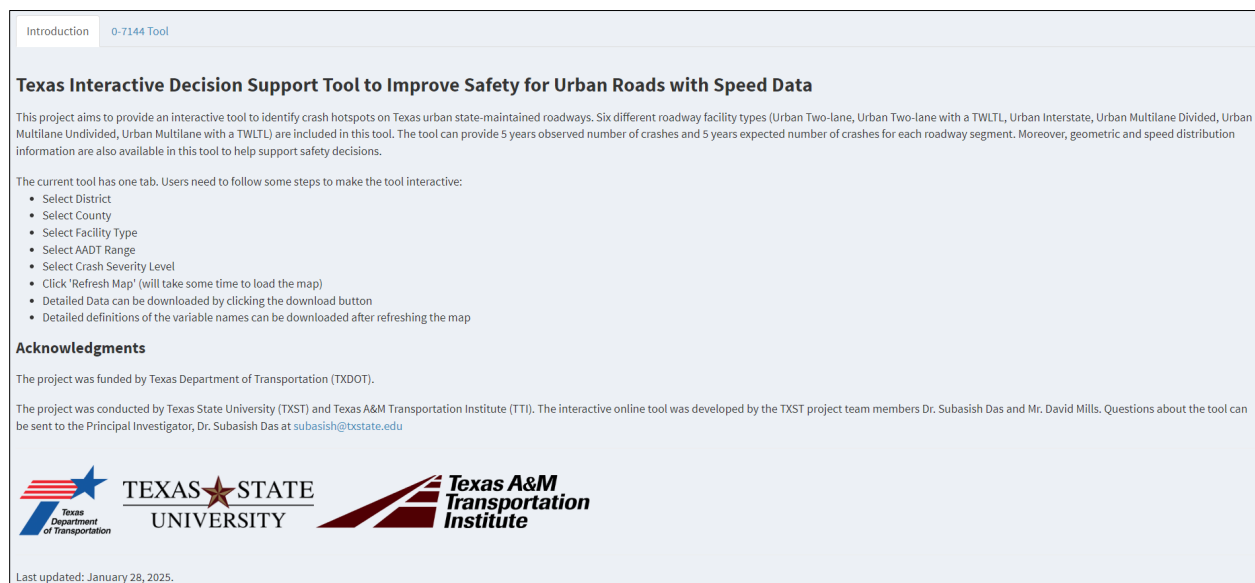 Introduction
0-7144 Tool
Texas Interactive Decision Support Tool to Improve Safety for Urban Roads with Speed Data
This project aims to provide an interactive tool to identify crash hotspots on Texas urban state-maintained roadways. Six different roadway facility types (Urban Two-lane, Urban Two-lane with a TWLTL, Urban Interstate, Urban Multilane Divided, Urban
Multilane Undivided, Urban Multilane with a TWLTL) are included in this tool. The tool can provide 5 years observed number of crashes and 5 years expected number of crashes for each roadway segment. Moreover, geometric and speed distribution
information are also available in this tool to help support safety decisions.
The current tool has one tab. Users need to follow some steps to make the tool interactive:
• Select District
• Select County
• Select Facility Type
• Select AADT Range
• Select Crash Severity Level
• Click 'Refresh Map' (will take some time to load the map)
• Detailed Data can be downloaded by clicking the download button
• Detailed definitions of the variable names can be downloaded after refreshing the map
Acknowledgments
The project was funded by Texas Department of Transportation (TXDOT).
The project was conducted by Texas State University (TXST) and Texas A&M Transportation Institute (TTI). The interactive online tool was developed by the TXST project team members Dr. Subasish Das and Mr. David Mills. Questions about the tool can
be sent to the Principal Investigator, Dr. Subasish Das at subasish@txstate.edu
Texas
Department
of Transportation
TEXAS STATE
UNIVERSITY
Texas A&M
Transportation
Institute
Last updated: January 28, 2025.